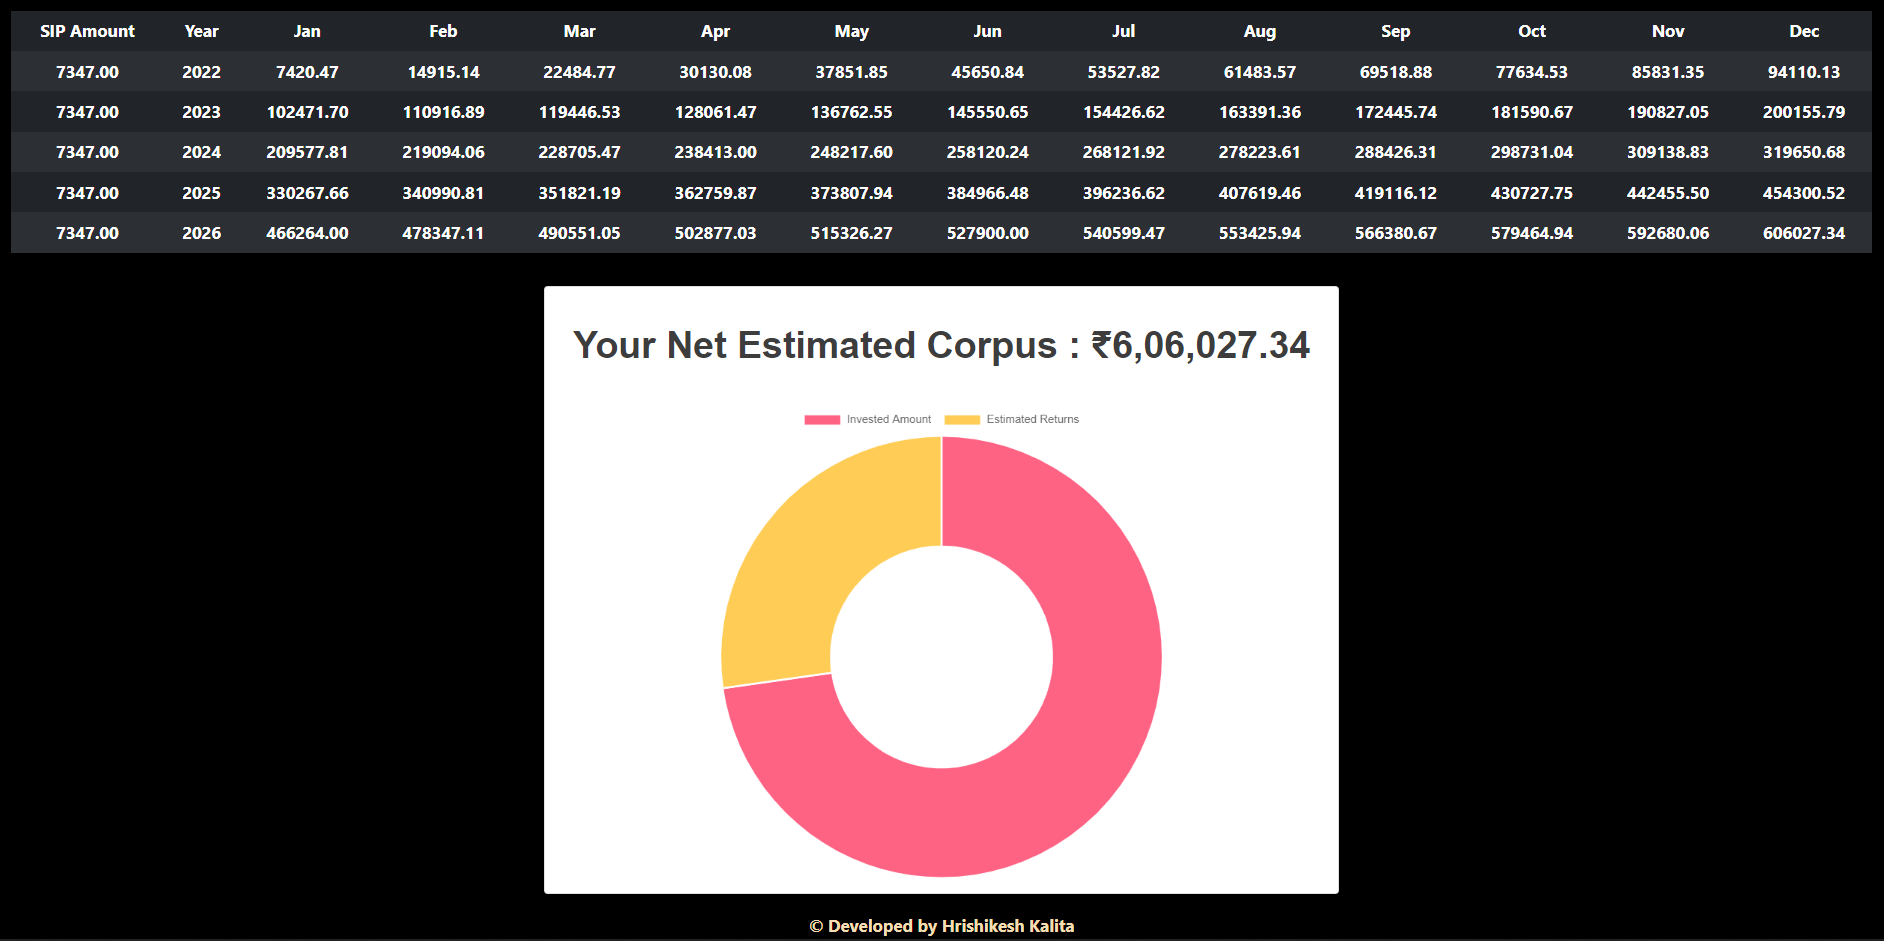 SIP Amount Year Jan Feb Mar Apr May Jun Jul Aug Sep Oct Nov Dec
7347.00 2022 7420.47 14915.14 22484.77 30130.08 37851.85 45650.84 53527.82 61483.57 69518.88 77634.53 85831.35 94110.13
7347.00 2023 102471.70 110916.89 119446.53 128061.47 136762.55 145550.65 154426.62 163391.36 172445.74 181590.67 190827.05 200155.79
7347.00 2024 209577.81 219094.06 228705.47 238413.00 248217.60 258120.24 268121.92 278223.61 288426.31 298731.04 309138.83 319650.68
7347.00 2025 330267.66 340990.81 351821.19 362759.87 373807.94 384966.48 396236.62 407619.46 419116.12 430727.75 442455.50 454300.52
7347.00 2026 466264.00 478347.11 490551.05 502877.03 515326.27 527900.00 540599.47 553425.94 566380.67 579464.94 592680.06 606027.34
Your Net Estimated Corpus : ₹6,06,027.34
Invested Amount Estimated Returns
© Developed by Hrishikesh Kalita